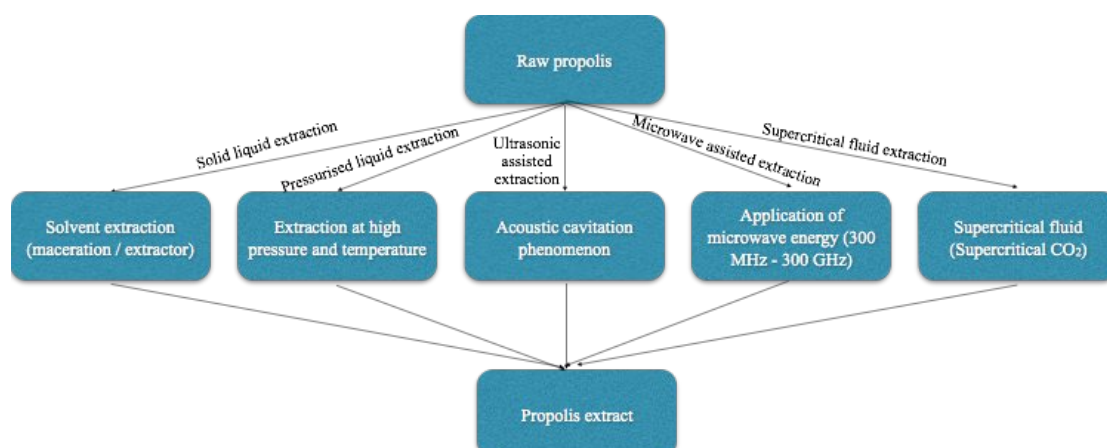 Raw propolis
Solid liquid extraction
Pressurised liquid extraction
Ultrasonic
assisted
extraction
Microwave assisted extraction
Supercritical fluid extraction
Solvent extraction
(maceration / extractor)
Extraction at high
pressure and temperature
Acoustic cavitation
phenomenon
Application of
microwave energy (300
MHz - 300 GHz)
Supercritical fluid
(Supercritical CO₂)
Propolis extract